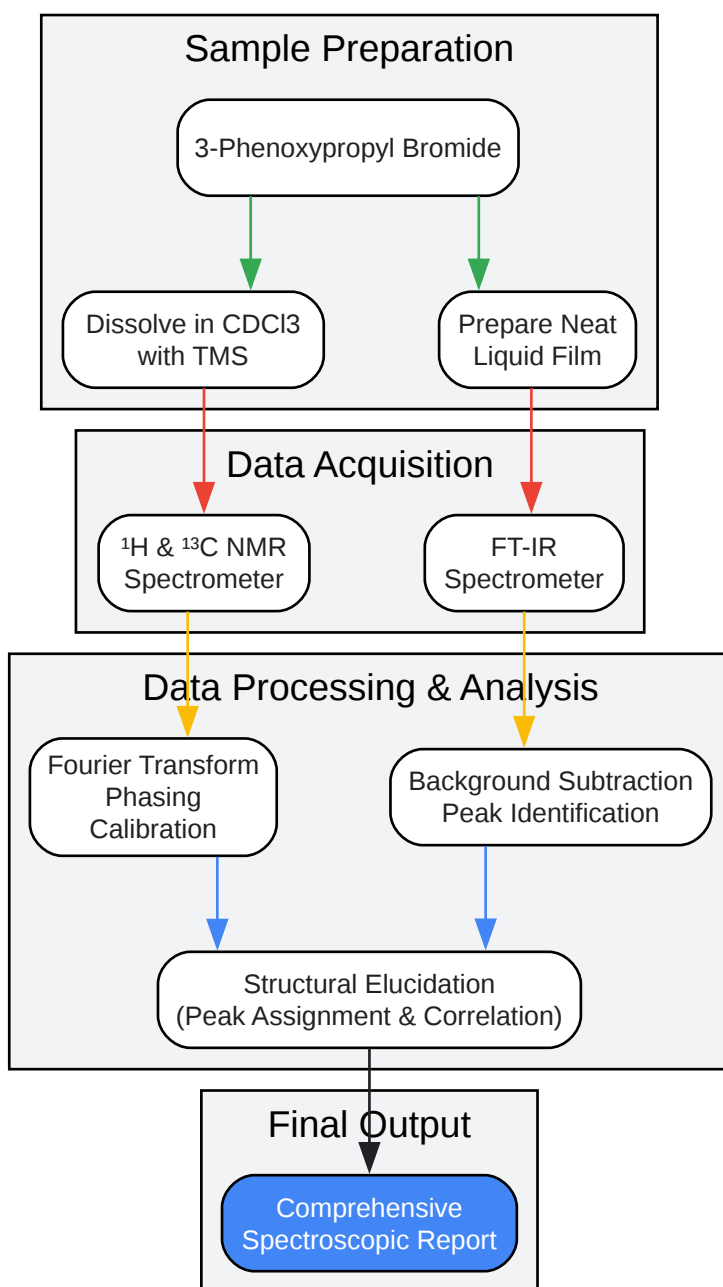 Sample Preparation
3-Phenoxypropyl Bromide
Dissolve in CDCl3
with TMS
Prepare Neat
Liquid Film
Data Acquisition
¹H & ¹³C NMR
Spectrometer
FT-IR
Spectrometer
Data Processing & Analysis
Fourier Transform
Phasing
Calibration
Background Subtraction
Peak Identification
Structural Elucidation
(Peak Assignment & Correlation)
Final Output
Comprehensive
Spectroscopic Report